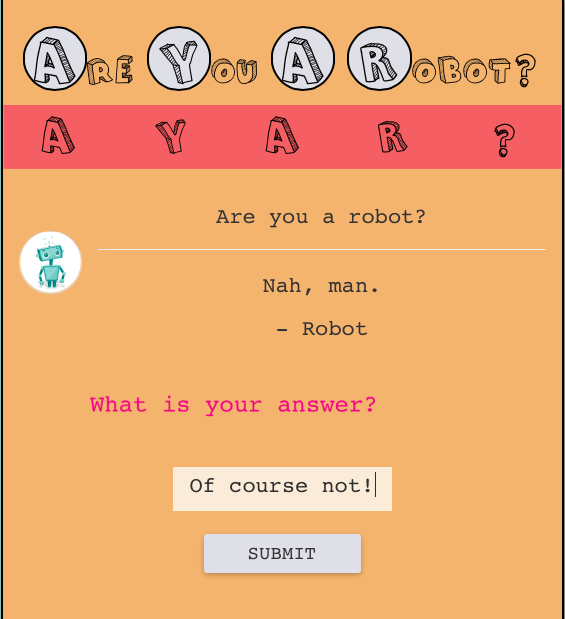 Are You A Robot?
A Y A R ?
Are you a robot?
Nah, man.
- Robot
What is your answer?
Of course not!
SUBMIT